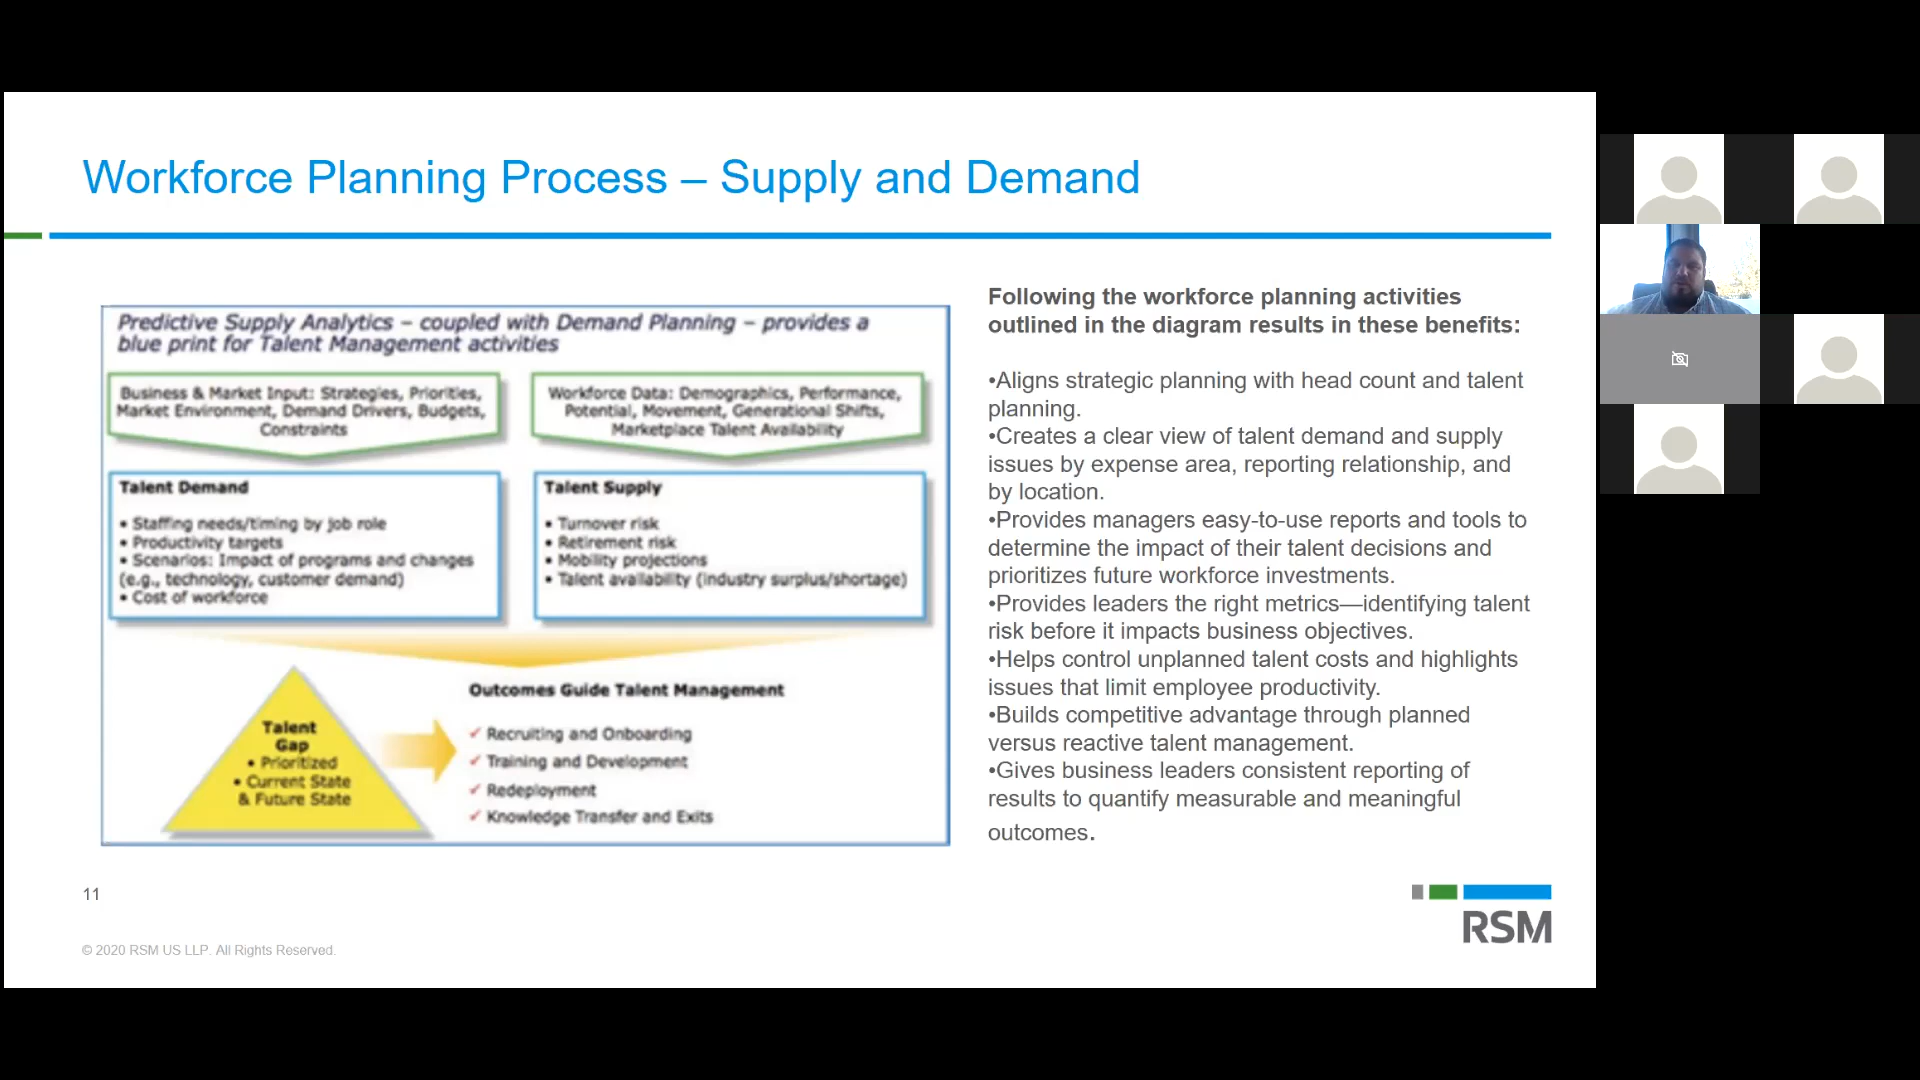 Workforce Planning Process – Supply and Demand
Predictive Supply Analytics – coupled with Demand Planning – provides a
blue print for Talent Management activities
Business & Market Input: Strategies, Priorities,
Market Environment, Demand Drivers, Budgets,
Constraints
Workforce Data: Demographics, Performance,
Potential, Movement, Generational Shifts,
Marketplace Talent Availability
Talent Demand
• Staffing needs/timing by job role
• Productivity targets
• Scenarios: Impact of programs and changes
(e.g., technology, customer demand)
• Cost of workforce
Talent Supply
• Turnover risk
• Retirement risk
• Mobility projections
• Talent availability (industry surplus/shortage)
Talent
Gap
• Prioritized
• Current State
& Future State
Outcomes Guide Talent Management
✓ Recruiting and Onboarding
✓ Training and Development
✓ Redeployment
✓ Knowledge Transfer and Exits
Following the workforce planning activities
outlined in the diagram results in these benefits:
•Aligns strategic planning with head count and talent
planning.
•Creates a clear view of talent demand and supply
issues by expense area, reporting relationship, and
by location.
•Provides managers easy-to-use reports and tools to
determine the impact of their talent decisions and
prioritizes future workforce investments.
•Provides leaders the right metrics—identifying talent
risk before it impacts business objectives.
•Helps control unplanned talent costs and highlights
issues that limit employee productivity.
•Builds competitive advantage through planned
versus reactive talent management.
•Gives business leaders consistent reporting of
results to quantify measurable and meaningful
outcomes.
11
RSM
© 2020 RSM US LLP. All Rights Reserved.